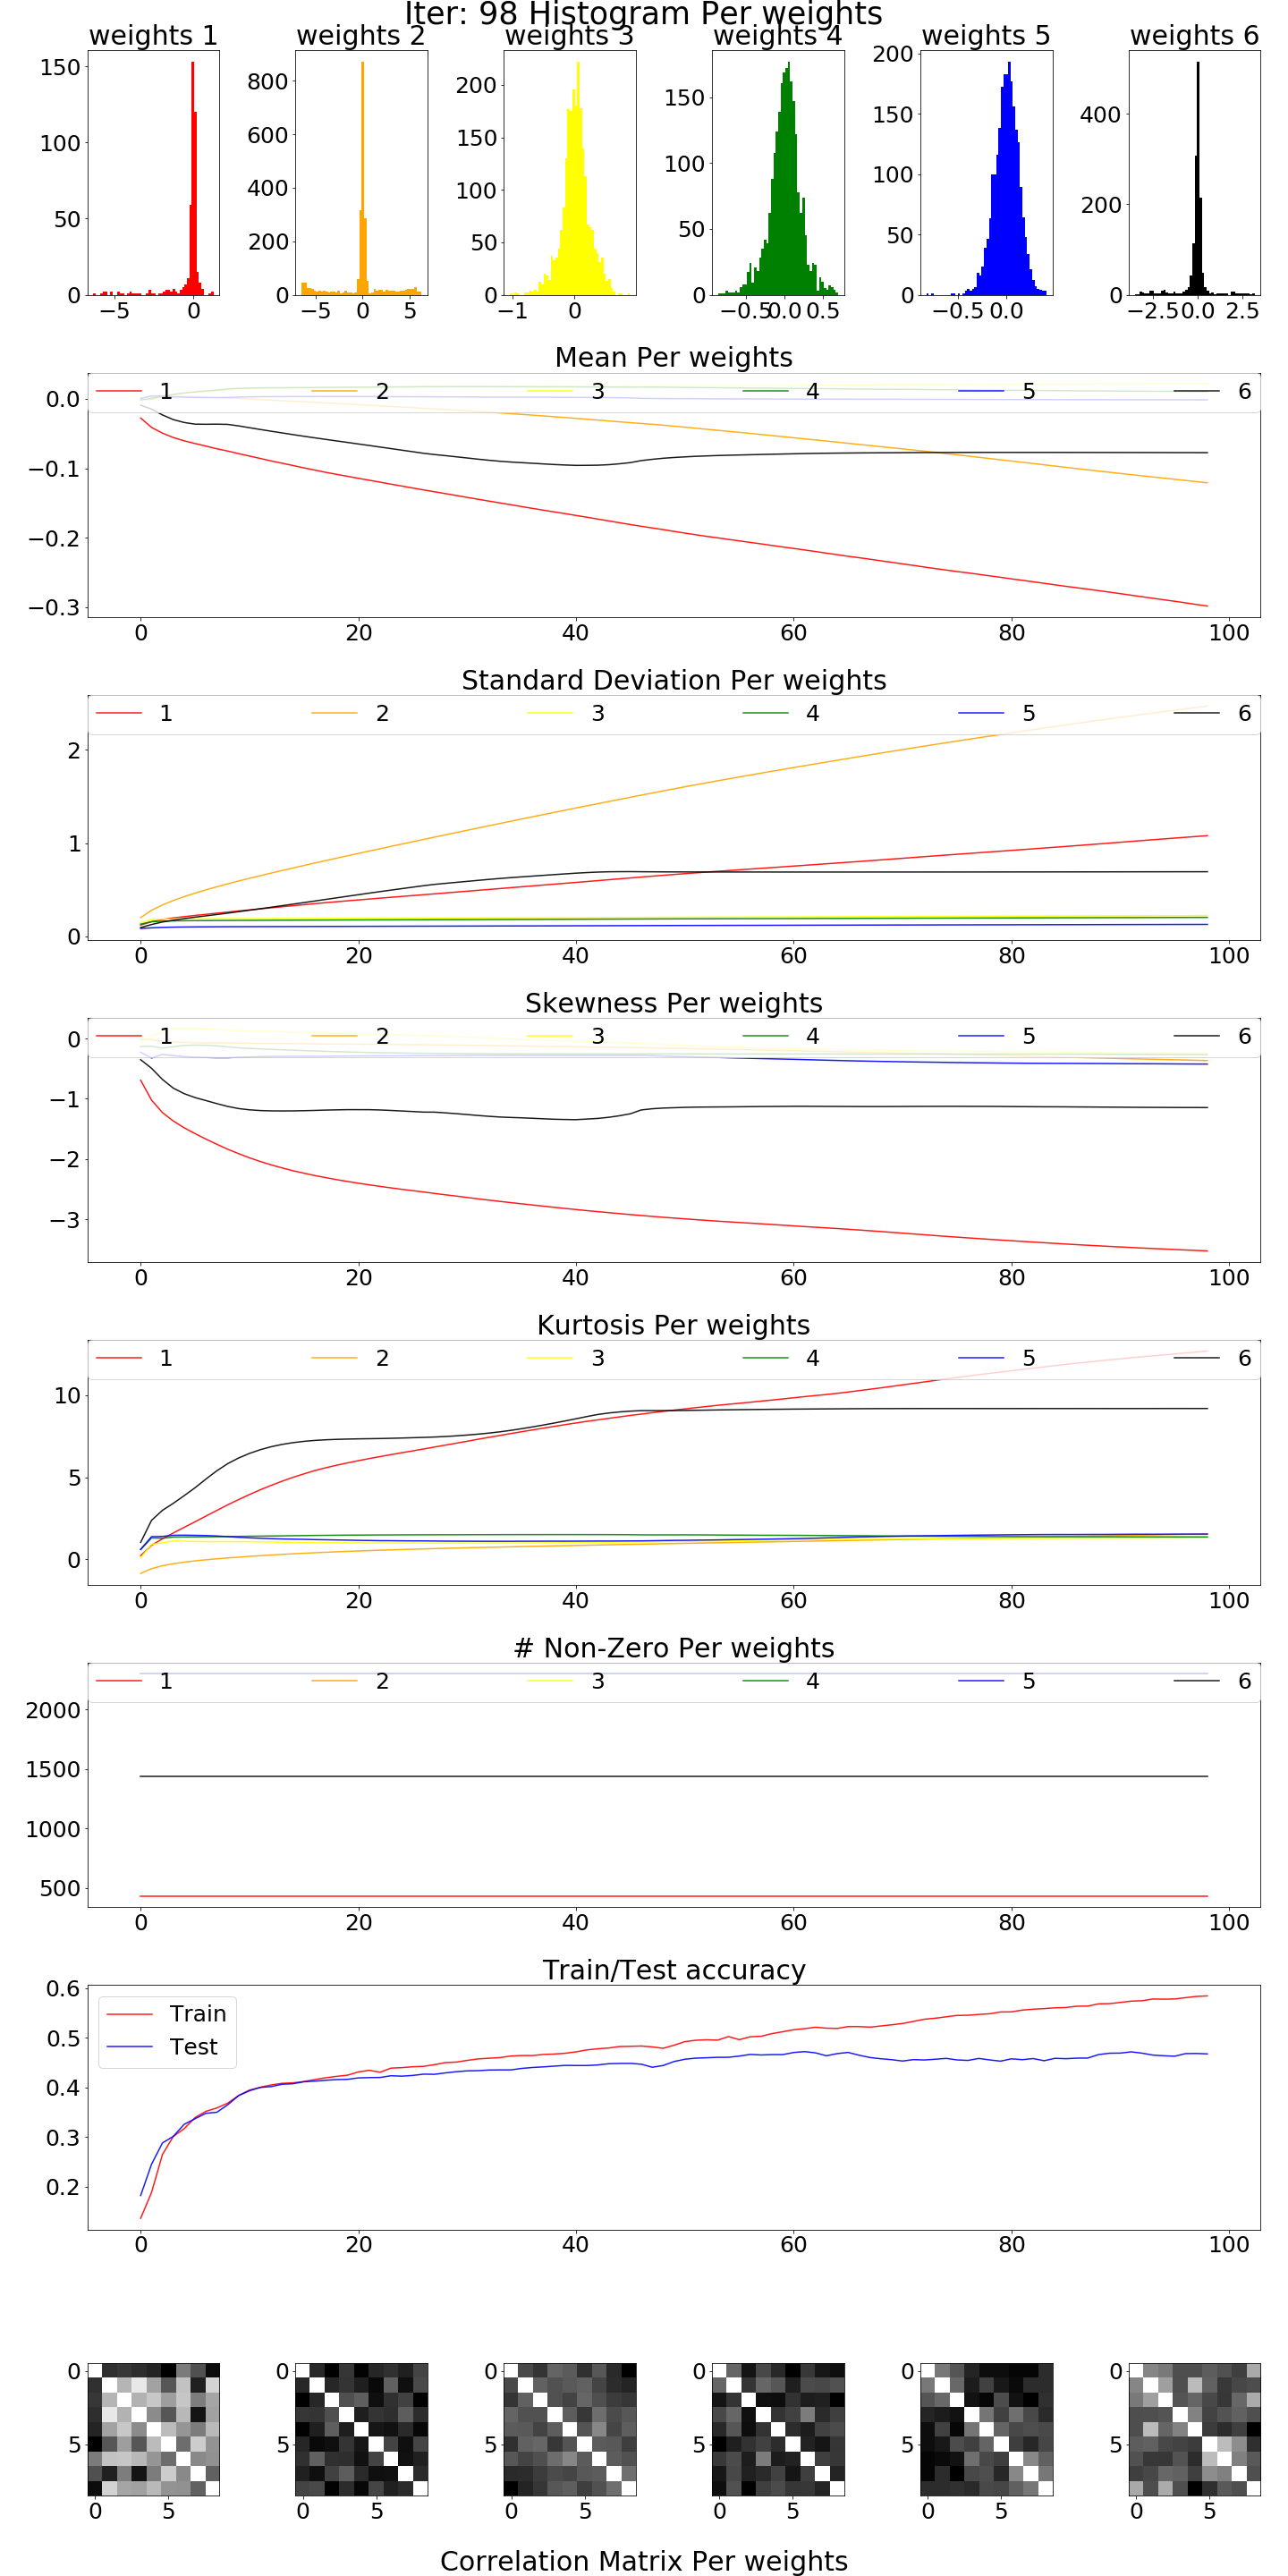 Iter: 98 Histogram Per weights
weights 1 weights 2 weights 3 weights 4 weights 5 weights 6
150
100
50
0
−5 0
800
600
400
200
0
−5 0 5
200
150
100
50
0
−1 0
150
100
50
0
−0.5 0.0 0.5
200
150
100
50
0
−0.5 0.0
400
200
0
−2.5 0.0 2.5
Mean Per weights
1 2 3 4 5 6
0.0
−0.1
−0.2
−0.3
0 20 40 60 80 100
Standard Deviation Per weights
1 2 3 4 5 6
2
1
0
0 20 40 60 80 100
Skewness Per weights
1 2 3 4 5 6
0
−1
−2
−3
0 20 40 60 80 100
Kurtosis Per weights
1 2 3 4 5 6
10
5
0
0 20 40 60 80 100
# Non-Zero Per weights
1 2 3 4 5 6
2000
1500
1000
500
0 20 40 60 80 100
Train/Test accuracy
Train
Test
0.6
0.5
0.4
0.3
0.2
0 20 40 60 80 100
0 0 0 0 0 0
5 5 5 5 5 5
0 5 0 5 0 5 0 5 0 5 0 5
Correlation Matrix Per weights